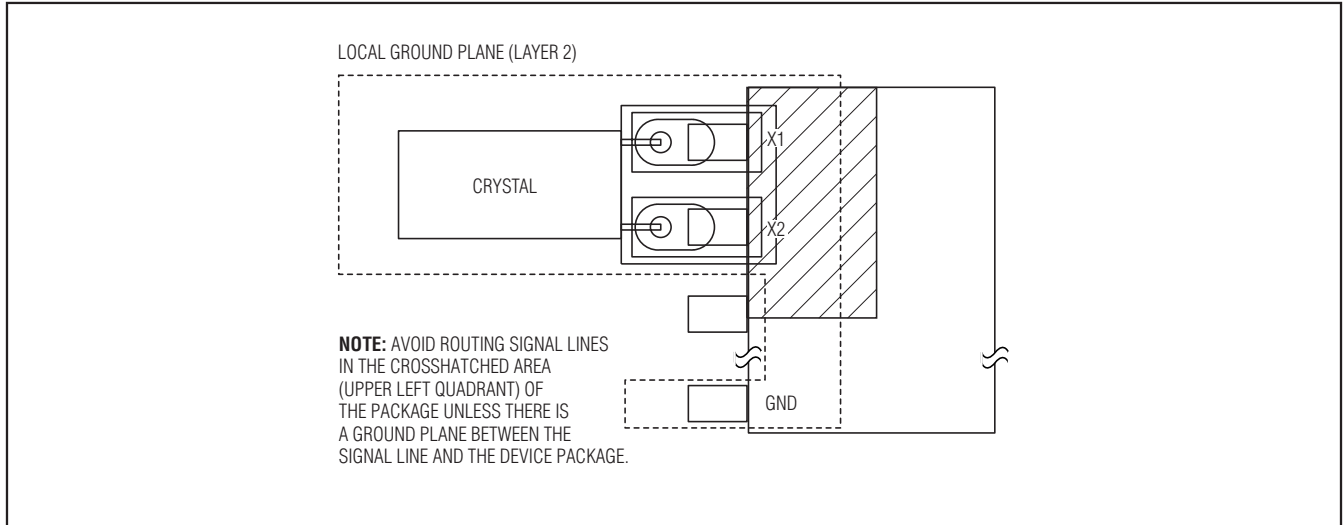 LOCAL GROUND PLANE (LAYER 2)
X1
CRYSTAL
X2
NOTE: AVOID ROUTING SIGNAL LINES
IN THE CROSSHATCHED AREA
(UPPER LEFT QUADRANT) OF
THE PACKAGE UNLESS THERE IS
A GROUND PLANE BETWEEN THE
SIGNAL LINE AND THE DEVICE PACKAGE.
GND